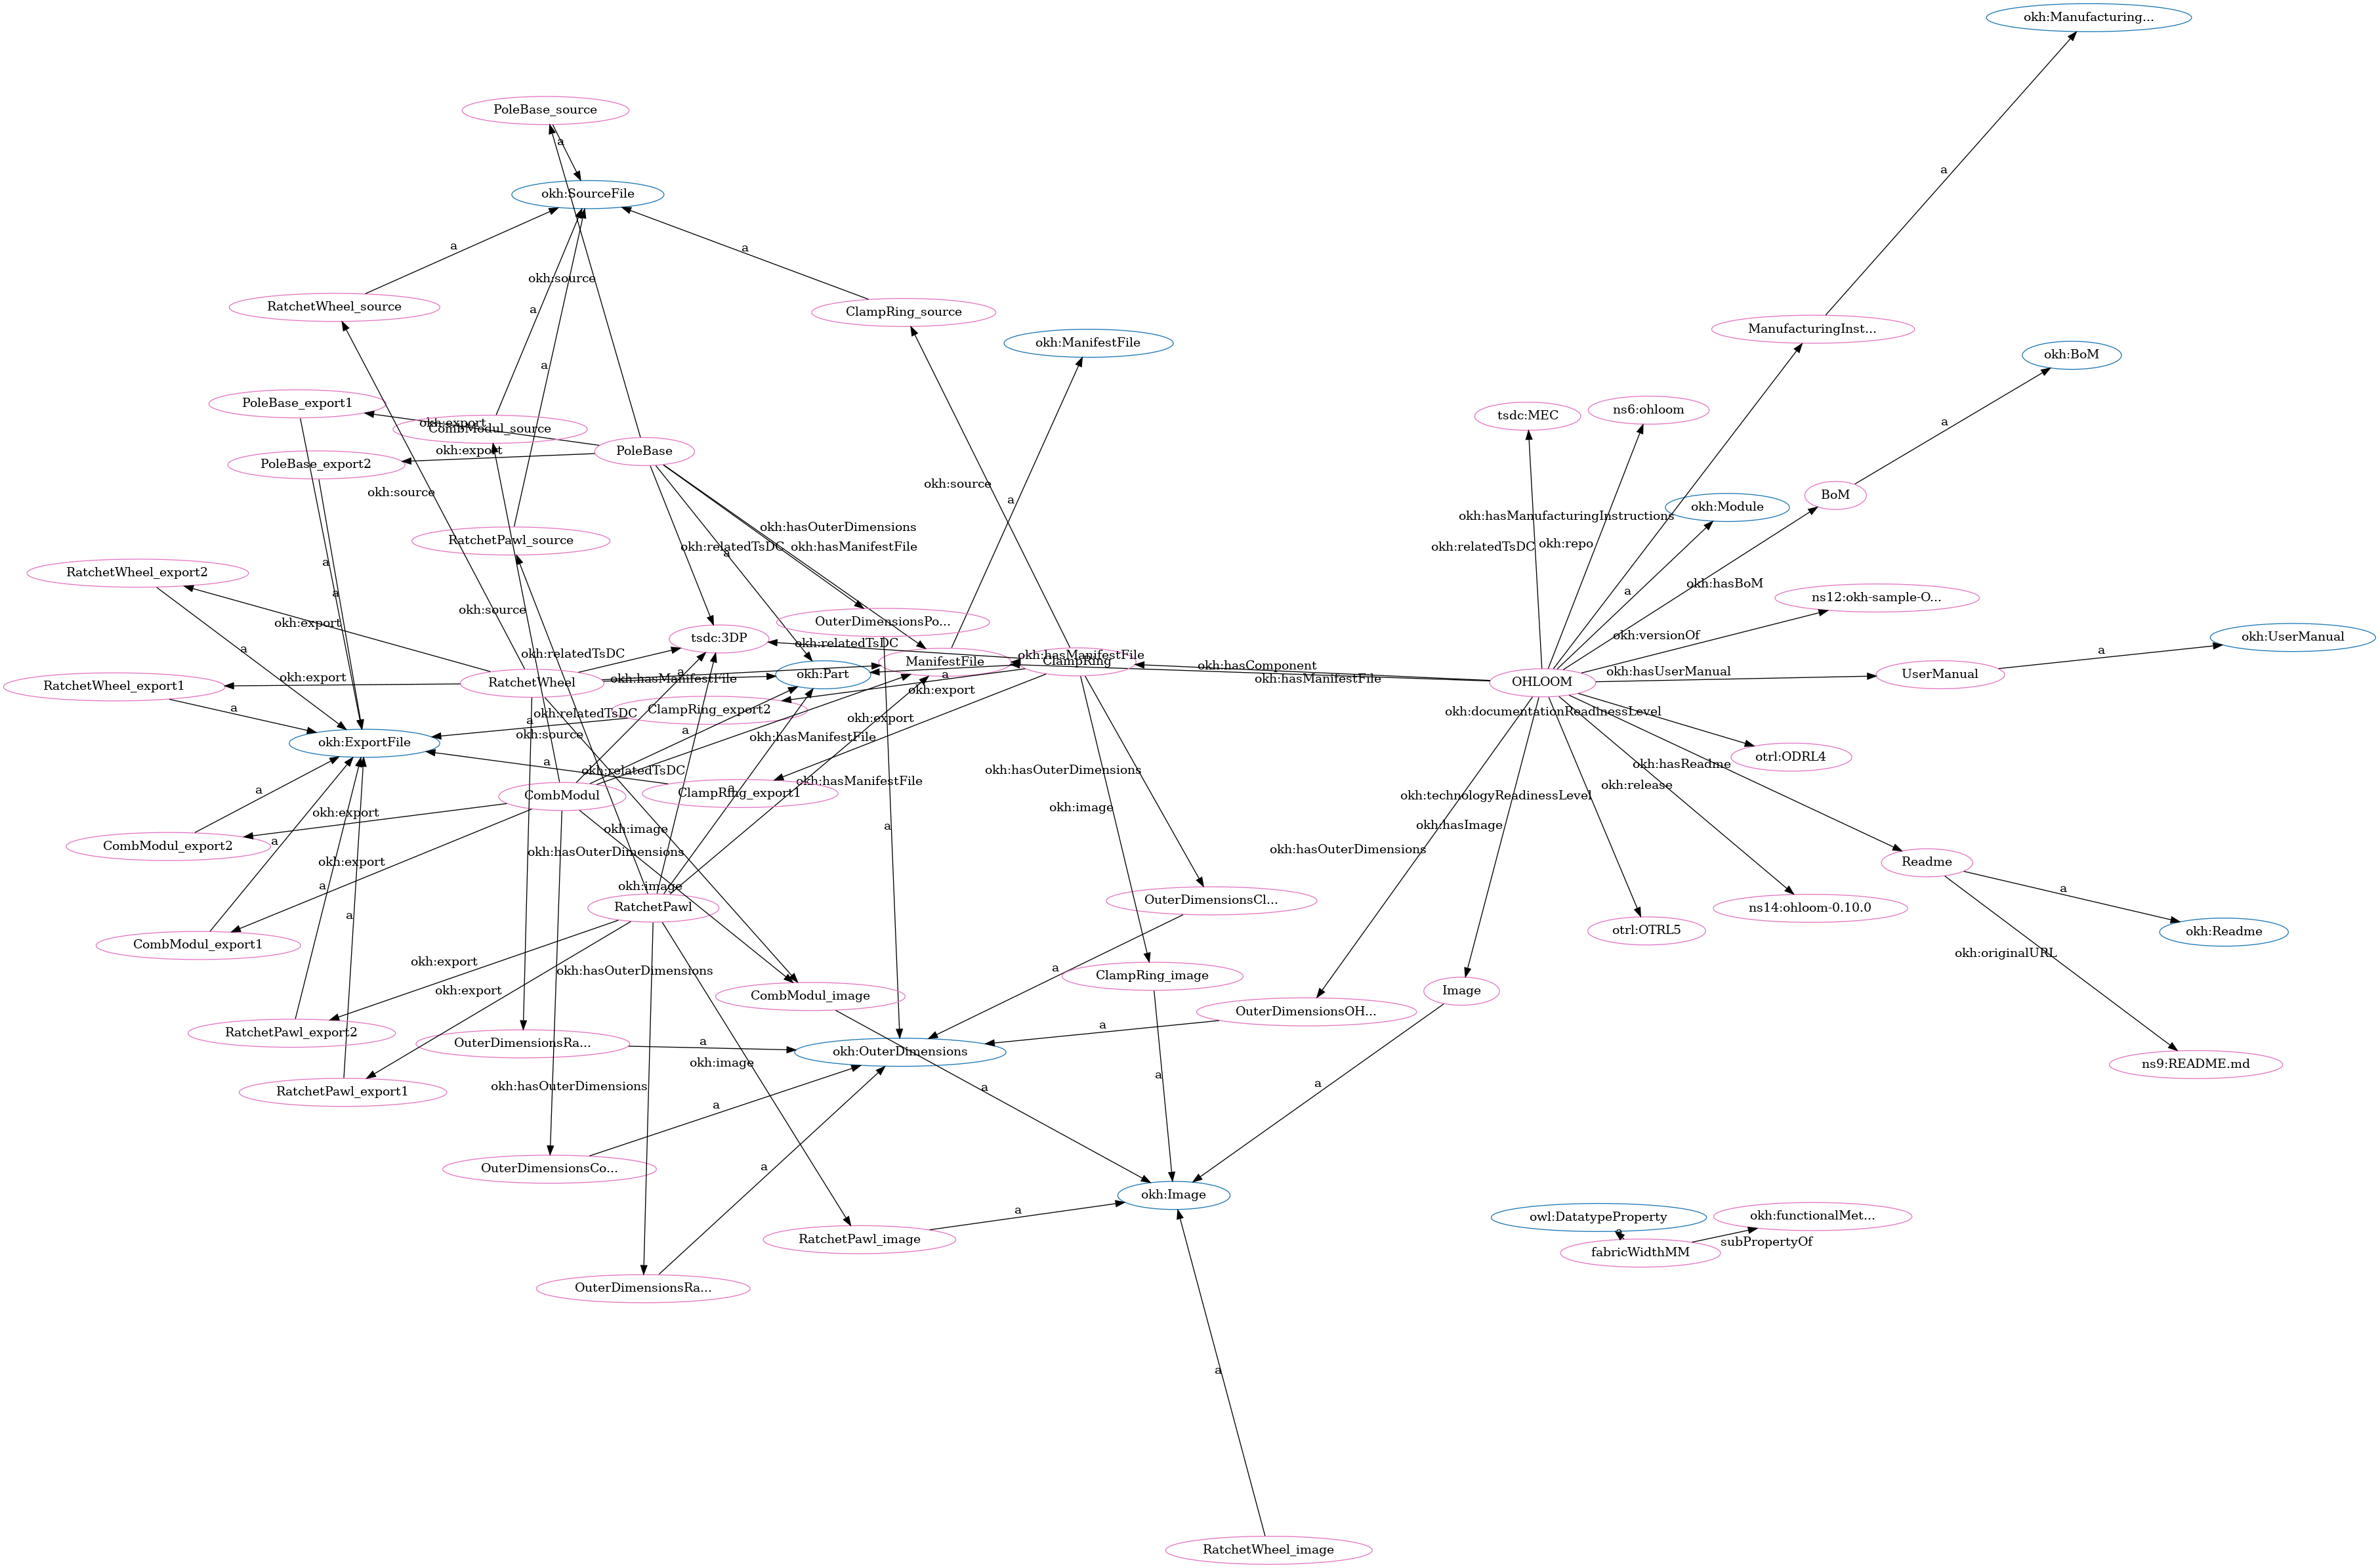 okh:Manufacturing...
PoleBase_source
a
a
okh:SourceFile
a
a
okh:source
RatchetWheel_source
a
ClampRing_source
ManufacturingInst...
okh:ManifestFile
okh:BoM
a
PoleBase_export1
tsdc:MEC
ns6:ohloom
okh:export
CombModul_source
a
PoleBase
okh:export
PoleBase_export2
okh:source
okh:source
a
BoM
okh:Module
okh:hasManufacturingInstructions
okh:hasOuterDimensions
RatchetPawl_source
okh:relatedTsDC
a
okh:hasManifestFile
okh:relatedTsDC
okh:repo
a
RatchetWheel_export2
okh:hasBoM
a
a
ns12:okh-sample-O...
okh:source
okh:export
OuterDimensionsPo...
okh:versionOf
okh:UserManual
tsdc:3DP
okh:relatedTsDC
a
a
okh:relatedTsDC
okh:hasManifestFile
ManifestFile
ClampRing
okh:hasComponent
okh:hasUserManual
UserManual
okh:export
a
okh:Part
a
okh:hasManifestFile
okh:hasManifestFile
RatchetWheel_export1
RatchetWheel
OHLOOM
okh:export
a
okh:relatedTsDC
ClampRing_export2
okh:documentationReadinessLevel
a
okh:export
a
okh:source
okh:hasManifestFile
okh:ExportFile
otrl:ODRL4
a
okh:relatedTsDC
okh:hasOuterDimensions
okh:hasReadme
okh:hasManifestFile
okh:release
a
a
CombModul
ClampRing_export1
okh:technologyReadinessLevel
okh:image
okh:export
okh:image
okh:hasImage
a
a
CombModul_export2
okh:hasOuterDimensions
okh:hasOuterDimensions
okh:export
Readme
a
okh:image
a
OuterDimensionsCl...
RatchetPawl
ns14:ohloom-0.10.0
a
otrl:OTRL5
okh:Readme
CombModul_export1
okh:originalURL
okh:export
okh:hasOuterDimensions
a
ClampRing_image
okh:export
Image
CombModul_image
OuterDimensionsOH...
a
RatchetPawl_export2
OuterDimensionsRa...
a
okh:OuterDimensions
okh:image
ns9:README.md
a
a
okh:hasOuterDimensions
a
RatchetPawl_export1
a
OuterDimensionsCo...
a
okh:Image
a
owl:DatatypeProperty
okh:functionalMet...
a
RatchetPawl_image
subPropertyOf
fabricWidthMM
OuterDimensionsRa...
a
RatchetWheel_image